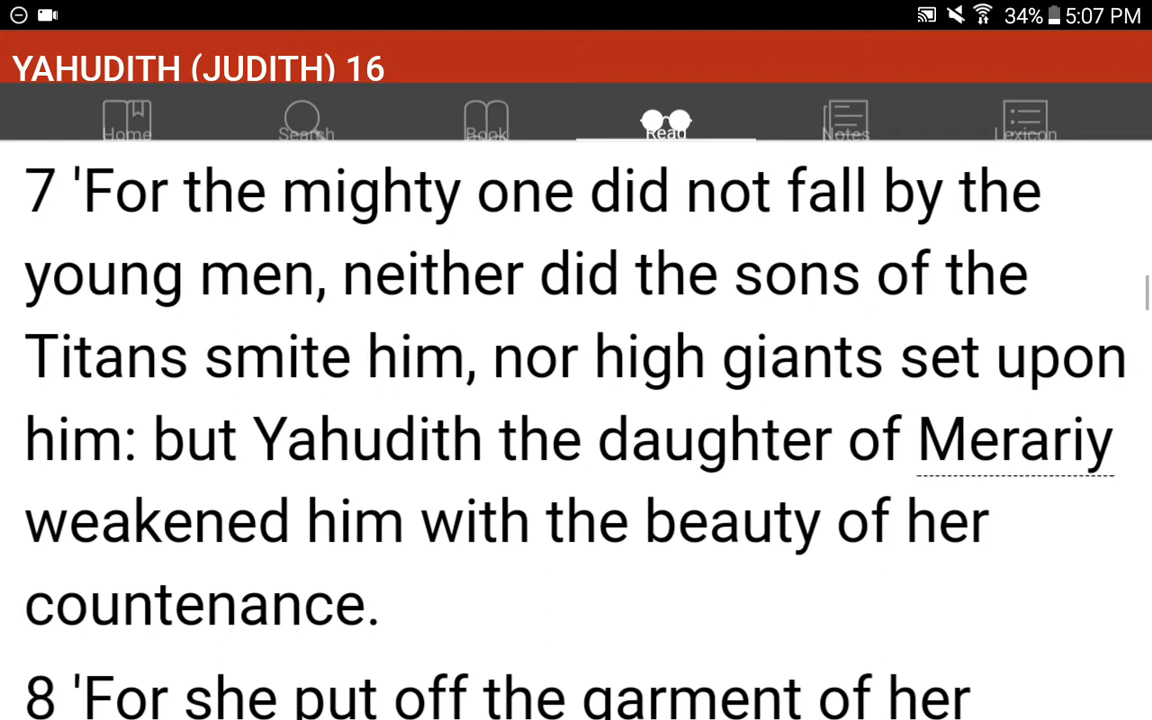 34% 5:07 PM
YAHUDITH (JUDITH) 16
Home Search Book Read Notes Lexicon
7 'For the mighty one did not fall by the
young men, neither did the sons of the
Titans smite him, nor high giants set upon
him: but Yahudith the daughter of Merariy
weakened him with the beauty of her
countenance.
8 'For she put off the garment of her